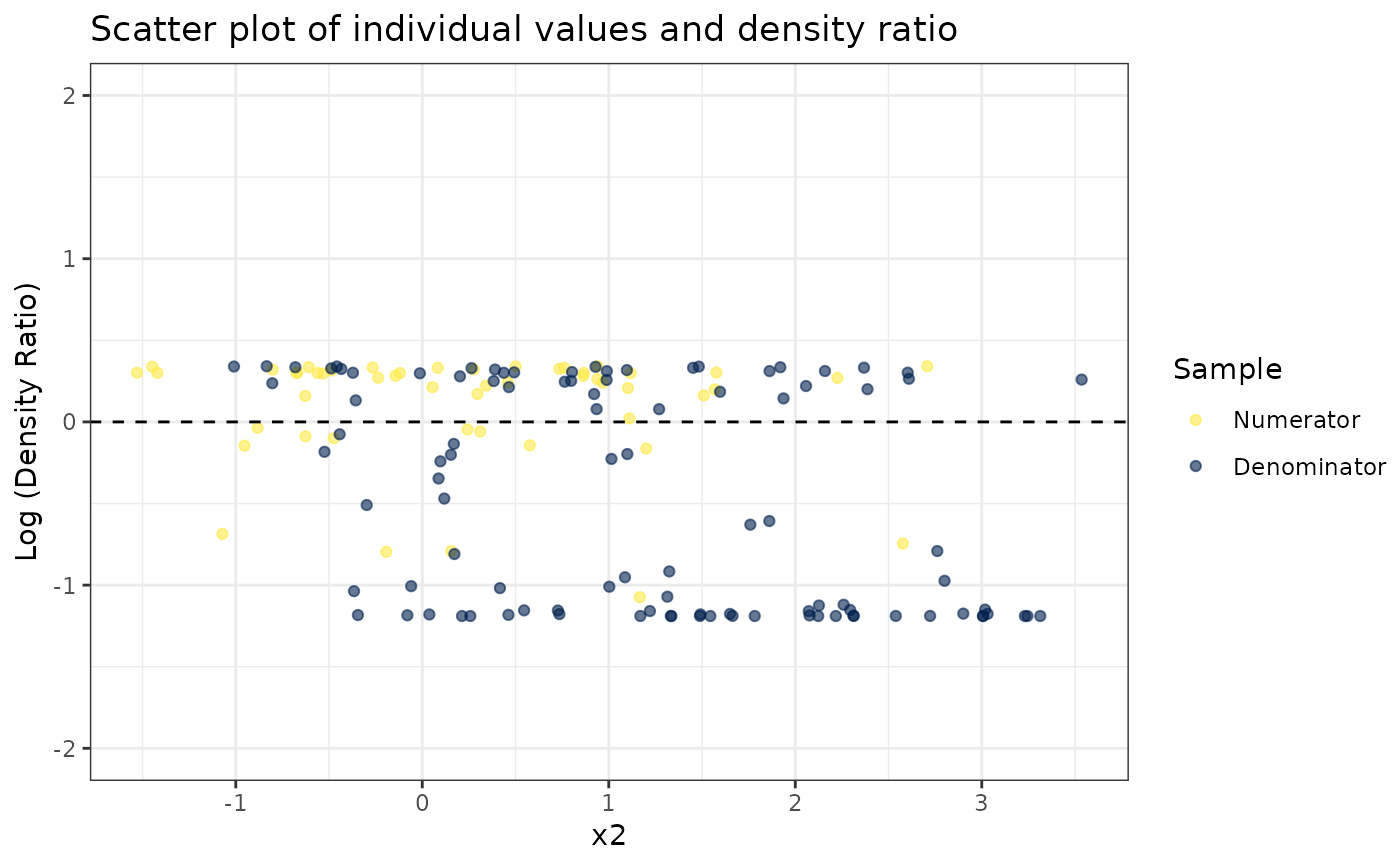 Scatter plot of individual values and density ratio
2
1
0
-1
-2
Log (Density Ratio)
-1
0
1
2
3
x2
Sample
Numerator
Denominator